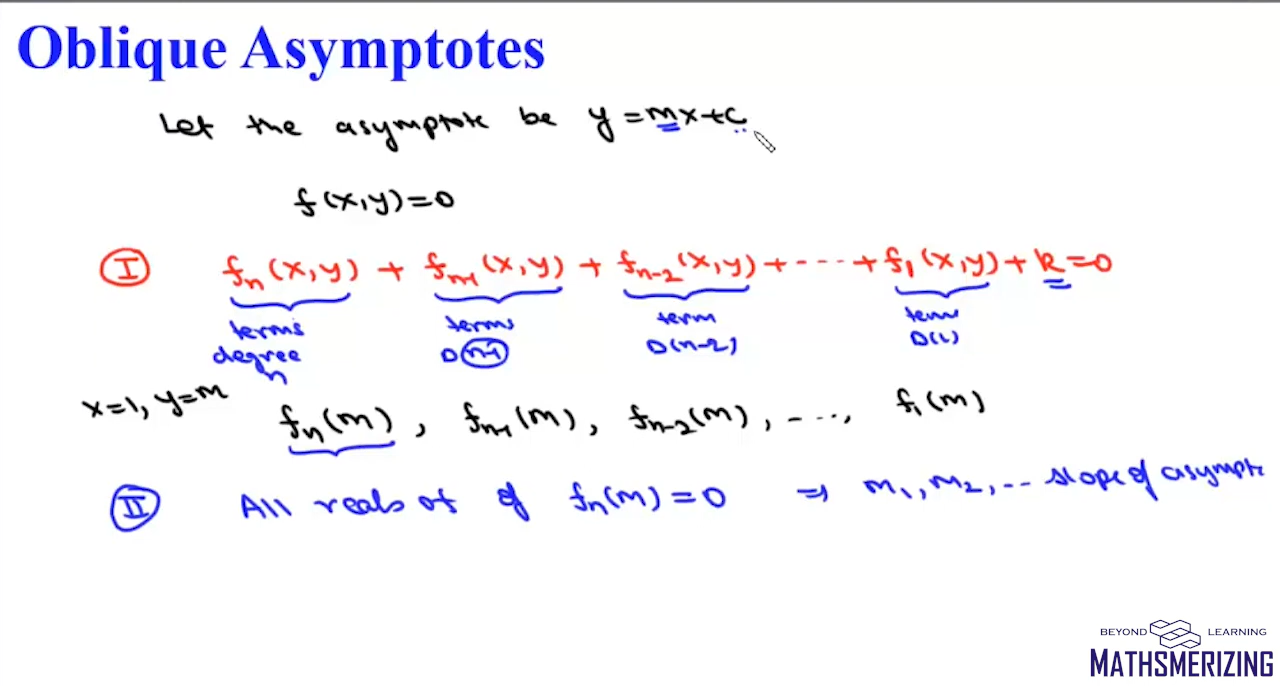 Oblique Asymptotes
Let the asymptote be y = mx+c
f(x,y)=0
I fn(x,y) + fn-1(x,y) + fn-2(x,y) + ---- + f1(x,y) + k=0
terms degree n
terms D(n-1)
term D(n-2)
term D(1)
x=1, y=m
fn(m), fn-1(m), fn-2(m), ----, f1(m)
II All reals of of fn(m)=0 ⇒ m1, m2, -- slope of asympte
BEYOND LEARNING
MATHSMERIZING